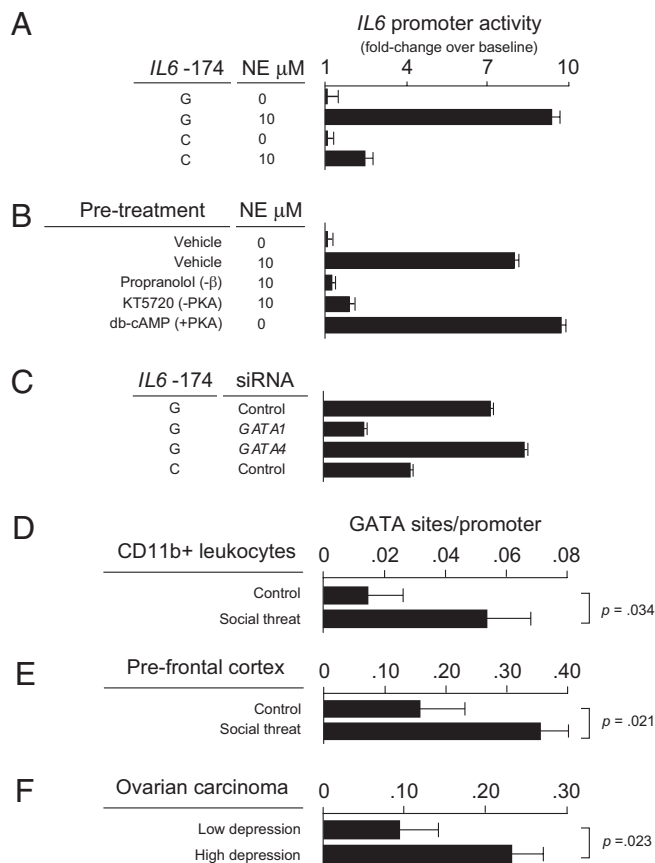 A
IL6 promoter activity
(fold-change over baseline)
IL6 -174 NE μM 1 4 7 10
G 0
G 10
C 0
C 10
B
Pre-treatment NE μM
Vehicle 0
Vehicle 10
Propranolol (-β) 10
KT5720 (-PKA) 10
db-cAMP (+PKA) 0
C
IL6 -174 siRNA
G Control
G GATA1
G GATA4
C Control
D
GATA sites/promoter
CD11b+ leukocytes 0 .02 .04 .06 .08
Control
Social threat
p = .034
E
Pre-frontal cortex 0 .10 .20 .30 .40
Control
Social threat
p = .021
F
Ovarian carcinoma 0 .10 .20 .30
Low depression
High depression
p =.023